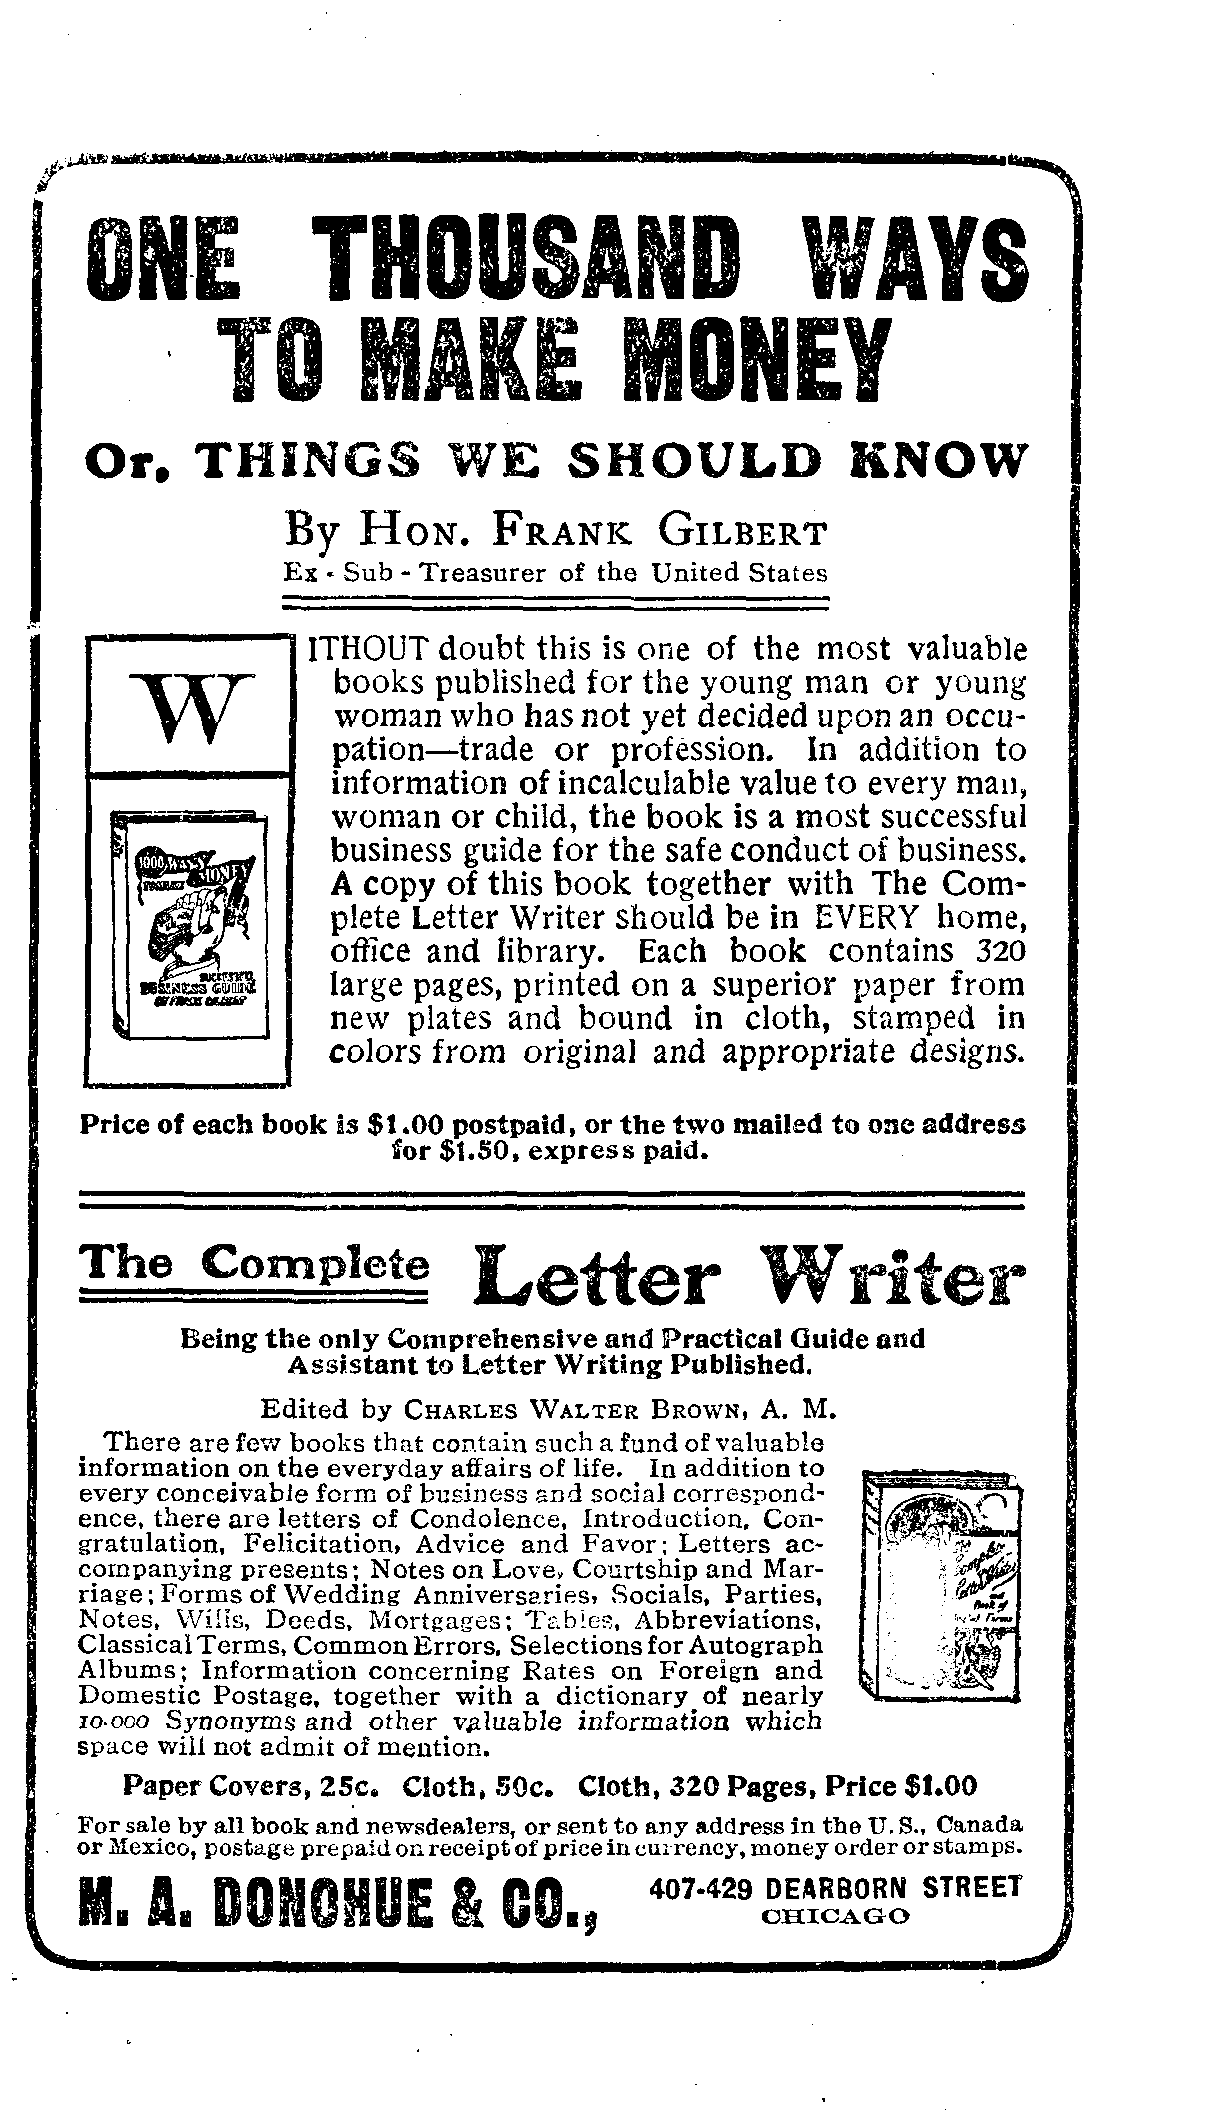 ONE THOUSAND WAYS
TO MAKE MONEY
Or, THINGS WE SHOULD KNOW
By HON. FRANK GILBERT
Ex-Sub-Treasurer of the United States
WITHOUT doubt this is one of the most valuable
books published for the young man or young
woman who has not yet decided upon an occu-
pation—trade or profession. In addition to
information of incalculable value to every man,
woman or child, the book is a most successful
business guide for the safe conduct of business.
A copy of this book together with The Com-
plete Letter Writer should be in EVERY home,
office and library. Each book contains 320
large pages, printed on a superior paper from
new plates and bound in cloth, stamped in
colors from original and appropriate designs.
1000 WAYS
MONEY
BUSINESS GUIDE
Price of each book is $1.00 postpaid, or the two mailed to one address
for $1.50, express paid.
The Complete Letter Writer
Being the only Comprehensive and Practical Guide and
Assistant to Letter Writing Published.
Edited by CHARLES WALTER BROWN, A. M.
There are few books that contain such a fund of valuable
information on the everyday affairs of life. In addition to
every conceivable form of business and social correspond-
ence, there are letters of Condolence, Introduction, Con-
gratulation, Felicitation, Advice and Favor; Letters ac-
companying presents; Notes on Love, Courtship and Mar-
riage; Forms of Wedding Anniversaries, Socials, Parties,
Notes, Wills, Deeds, Mortgages; Tables, Abbreviations,
Classical Terms, Common Errors, Selections for Autograph
Albums; Information concerning Rates on Foreign and
Domestic Postage, together with a dictionary of nearly
10.000 Synonyms and other valuable information which
space will not admit of mention.
Paper Covers, 25c. Cloth, 50c. Cloth, 320 Pages, Price $1.00
For sale by all book and newsdealers, or sent to any address in the U.S., Canada
or Mexico, postage prepaid on receipt of price in currency, money order or stamps.
M. A. DONOHUE & CO., 407-429 DEARBORN STREET
CHICAGO